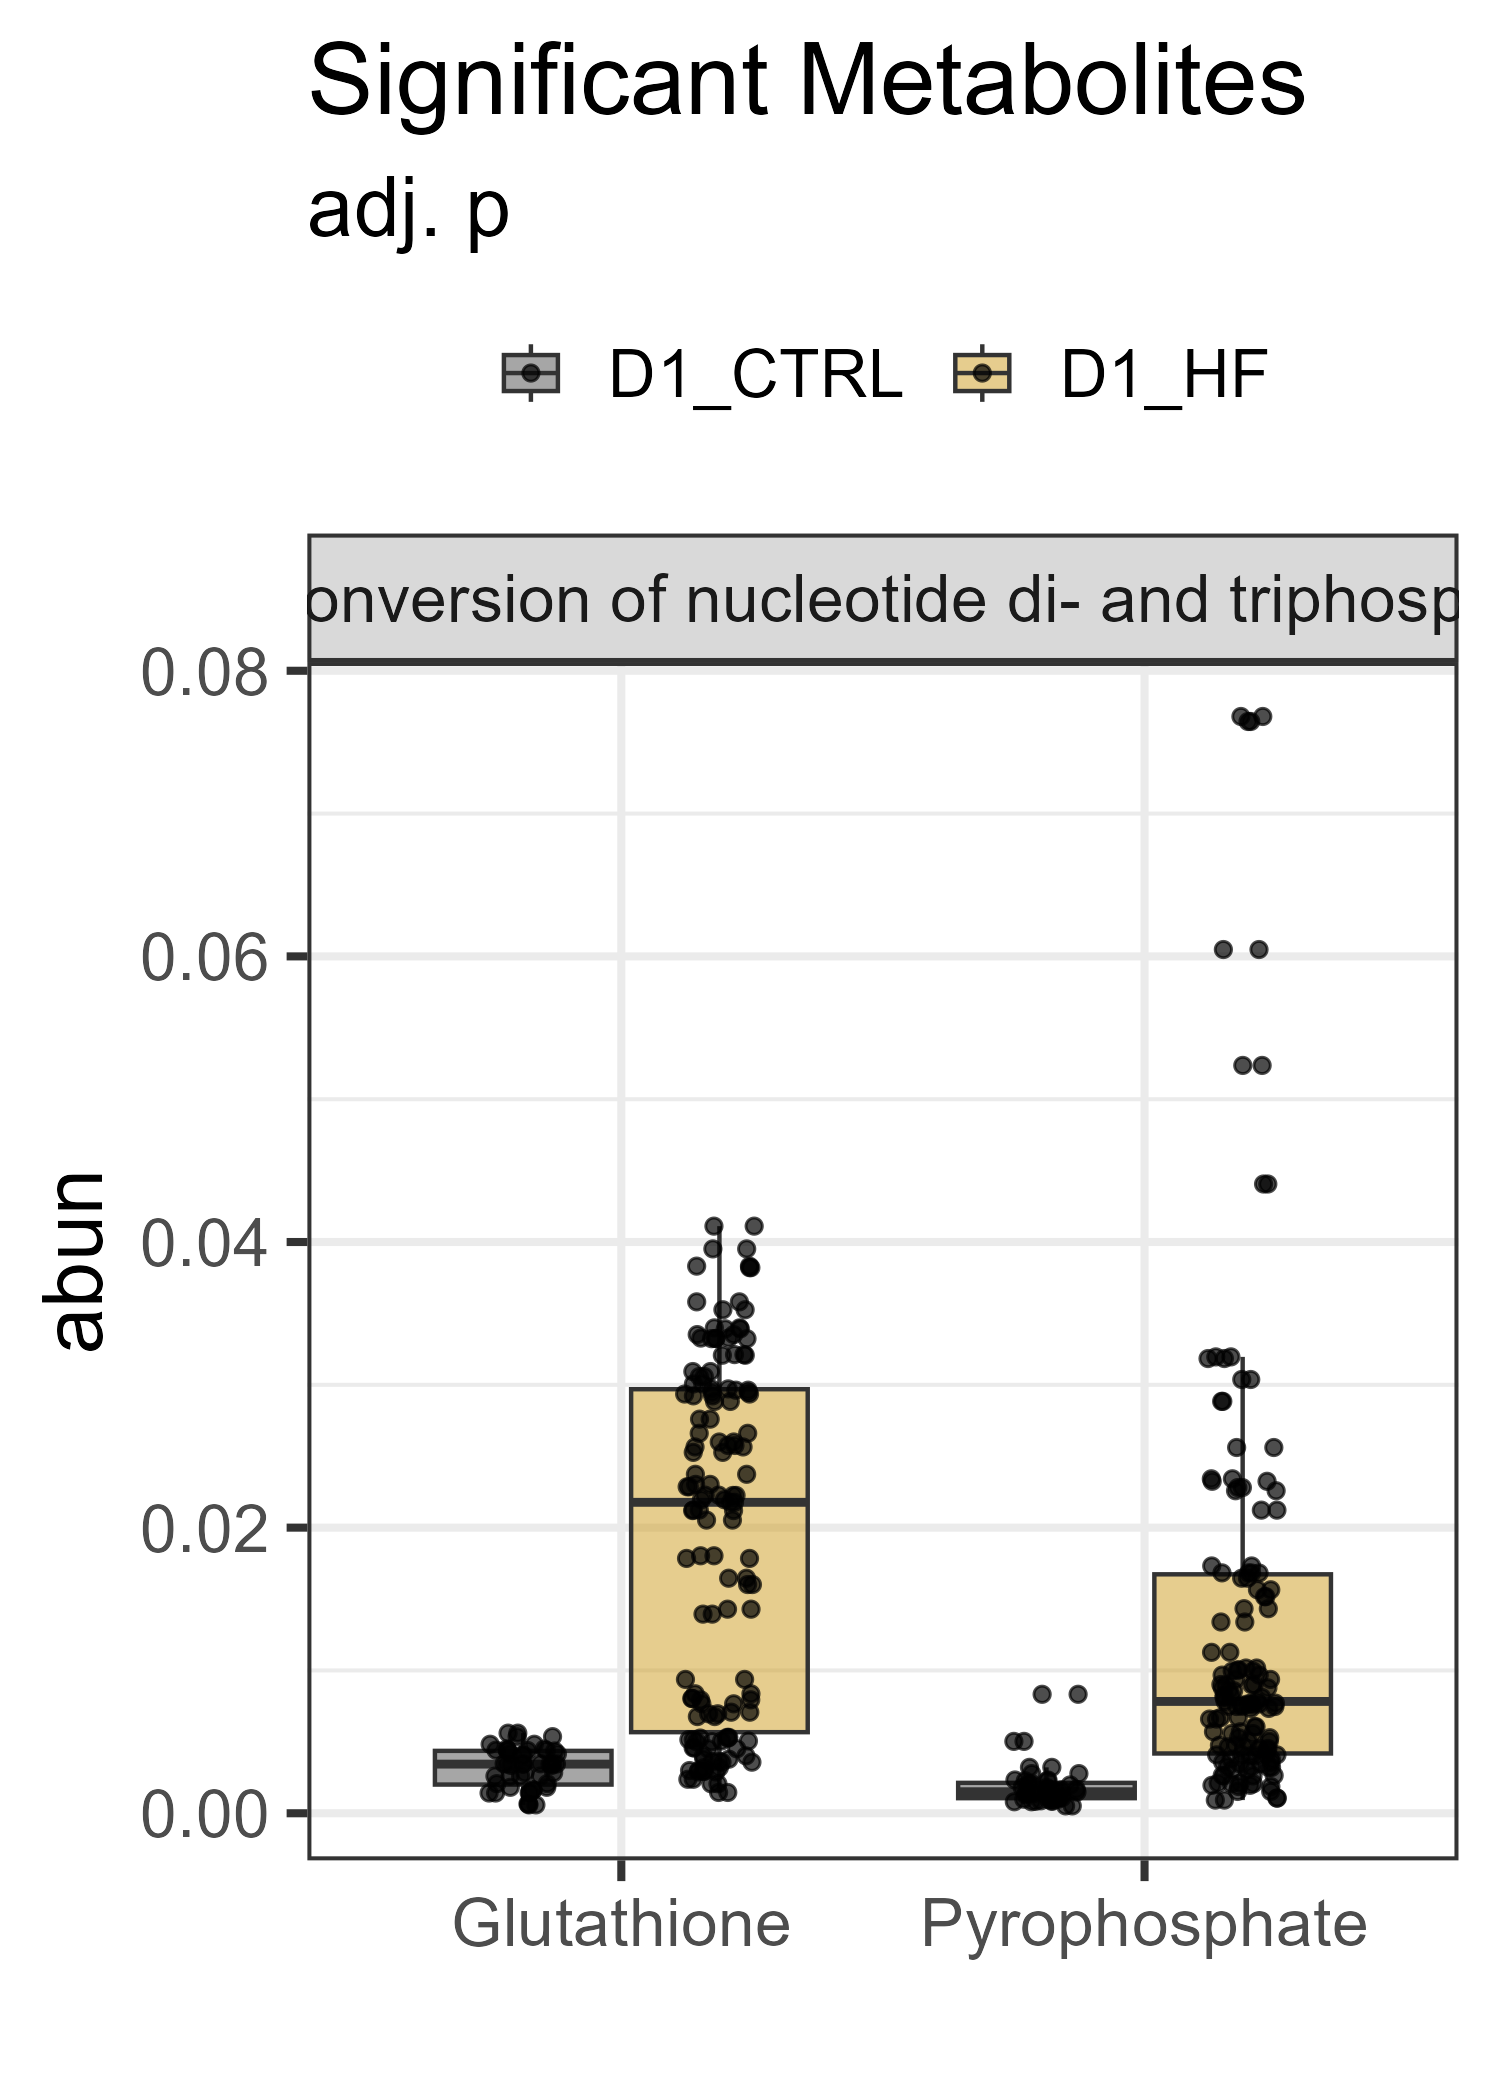 Significant Metabolites
adj. p
D1_CTRL D1_HF
onversion of nucleotide di- and triphosp
0.08
0.06
0.04
0.02
0.00
abun
Glutathione Pyrophosphate